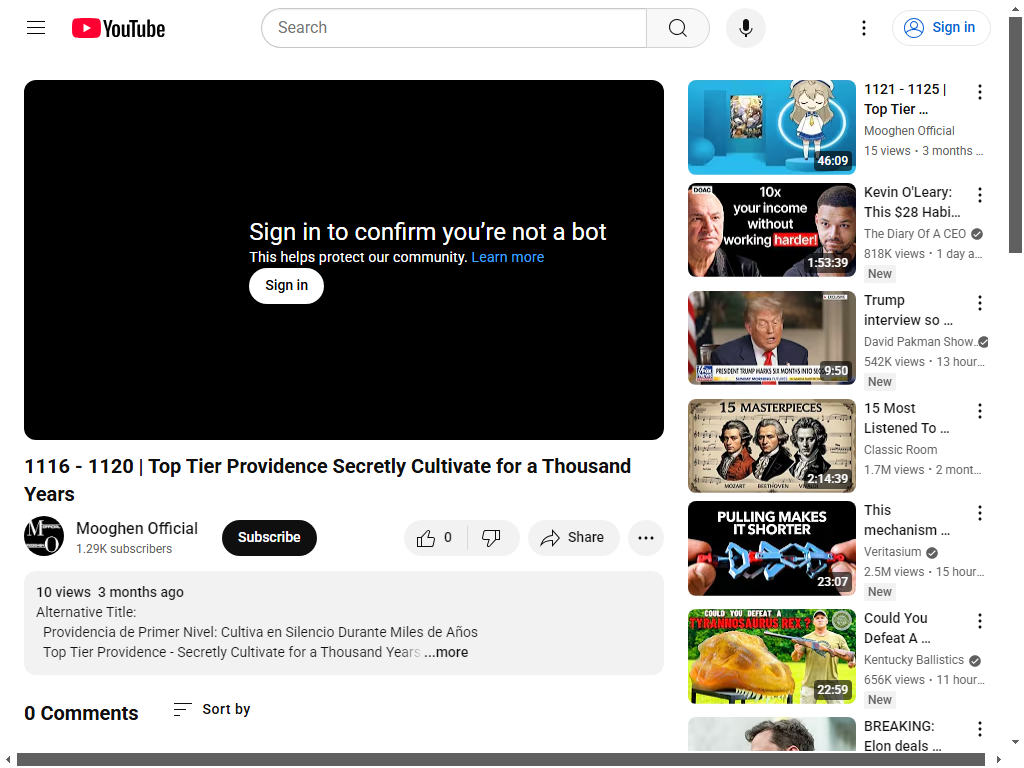 YouTube
Search
Sign in
Sign in to confirm you're not a bot
This helps protect our community. Learn more
Sign in
1116 - 1120 | Top Tier Providence Secretly Cultivate for a Thousand
Years
Mooghen Official
1.29K subscribers
Subscribe
0
Share
10 views 3 months ago
Alternative Title:
Providencia de Primer Nivel: Cultiva en Silencio Durante Miles de Años
Top Tier Providence - Secretly Cultivate for a Thousand Years ...more
0 Comments
Sort by
46:09
1121 - 1125 |
Top Tier ...
Mooghen Official
15 views • 3 months ...
DOAC
10x
your income
without
working harder!
1:53:39
Kevin O'Leary:
This $28 Habi...
The Diary Of A CEO
818K views • 1 day a...
New
EXCLUSIVE
PRESIDENT TRUMP MARKS SIX MONTHS INTO SECO
SUNDAY MORNING FUTURES
9:50
Trump
interview so ...
David Pakman Show
542K views • 13 hour...
New
15 MASTERPIECES
MOZART BEETHOVEN
2:14:39
15 Most
Listened To ...
Classic Room
1.7M views • 2 mont...
PULLING MAKES
IT SHORTER
23:07
This
mechanism ...
Veritasium
2.5M views • 15 hour...
New
COULD YOU DEFEAT A
TYRANNOSAURUS REX?
22:59
Could You
Defeat A ...
Kentucky Ballistics
656K views • 11 hour...
New
BREAKING:
Elon deals ...